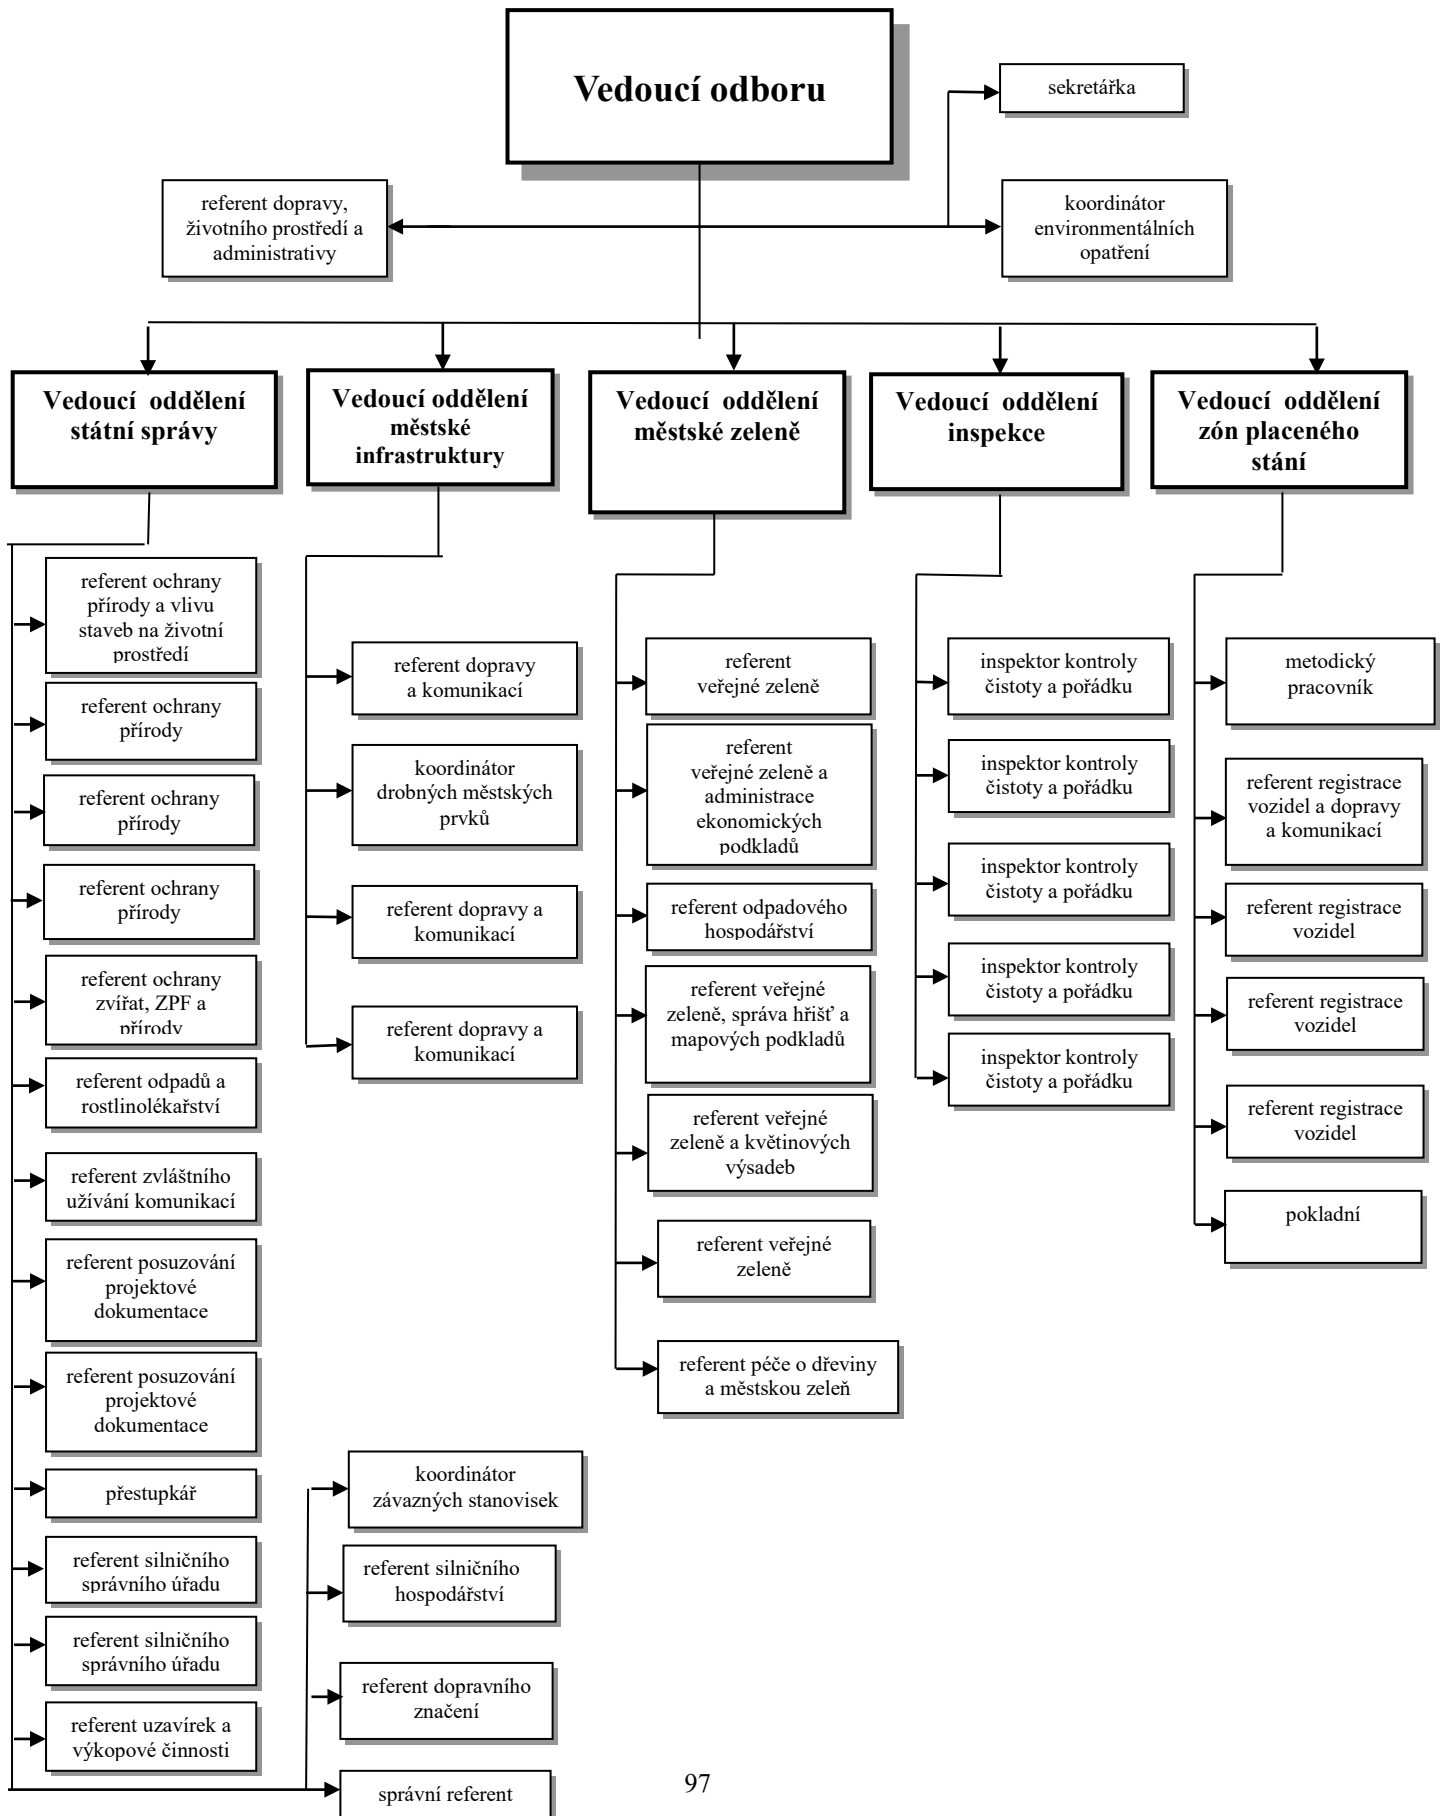 Vedoucí odboru
sekretářka
referent dopravy,
životního prostředí a
administrativy
koordinátor
environmentálních
opatření
Vedoucí oddělení
státní správy
Vedoucí oddělení
městské
infrastruktury
Vedoucí oddělení
městské zeleně
Vedoucí oddělení
inspekce
Vedoucí oddělení
zón placeného
stání
referent ochrany
přírody a vlivu
staveb na životní
prostředí
referent ochrany
přírody
referent ochrany
přírody
referent ochrany
přírody
referent ochrany
zvířat, ZPF a
přírody
referent odpadů a
rostlinolékařství
referent zvláštního
užívání komunikací
referent posuzování
projektové
dokumentace
referent posuzování
projektové
dokumentace
přestupkář
referent silničního
správního úřadu
referent silničního
správního úřadu
referent uzavírek a
výkopové činnosti
koordinátor
závazných stanovisek
referent silničního
hospodářství
referent dopravního
značení
správní referent
referent dopravy
a komunikací
koordinátor
drobných městských
prvků
referent dopravy a
komunikací
referent dopravy a
komunikací
referent
veřejné zeleně
referent
veřejné zeleně a
administrace
ekonomických
podkladů
referent odpadového
hospodářství
referent veřejné
zeleně, správa hřišť a
mapových podkladů
referent veřejné
zeleně a květinových
výsadeb
referent veřejné
zeleně
referent péče o dřeviny
a městskou zeleň
inspektor kontroly
čistoty a pořádku
inspektor kontroly
čistoty a pořádku
inspektor kontroly
čistoty a pořádku
inspektor kontroly
čistoty a pořádku
inspektor kontroly
čistoty a pořádku
metodický
pracovník
referent registrace
vozidel a dopravy
a komunikací
referent registrace
vozidel
referent registrace
vozidel
referent registrace
vozidel
pokladní
97